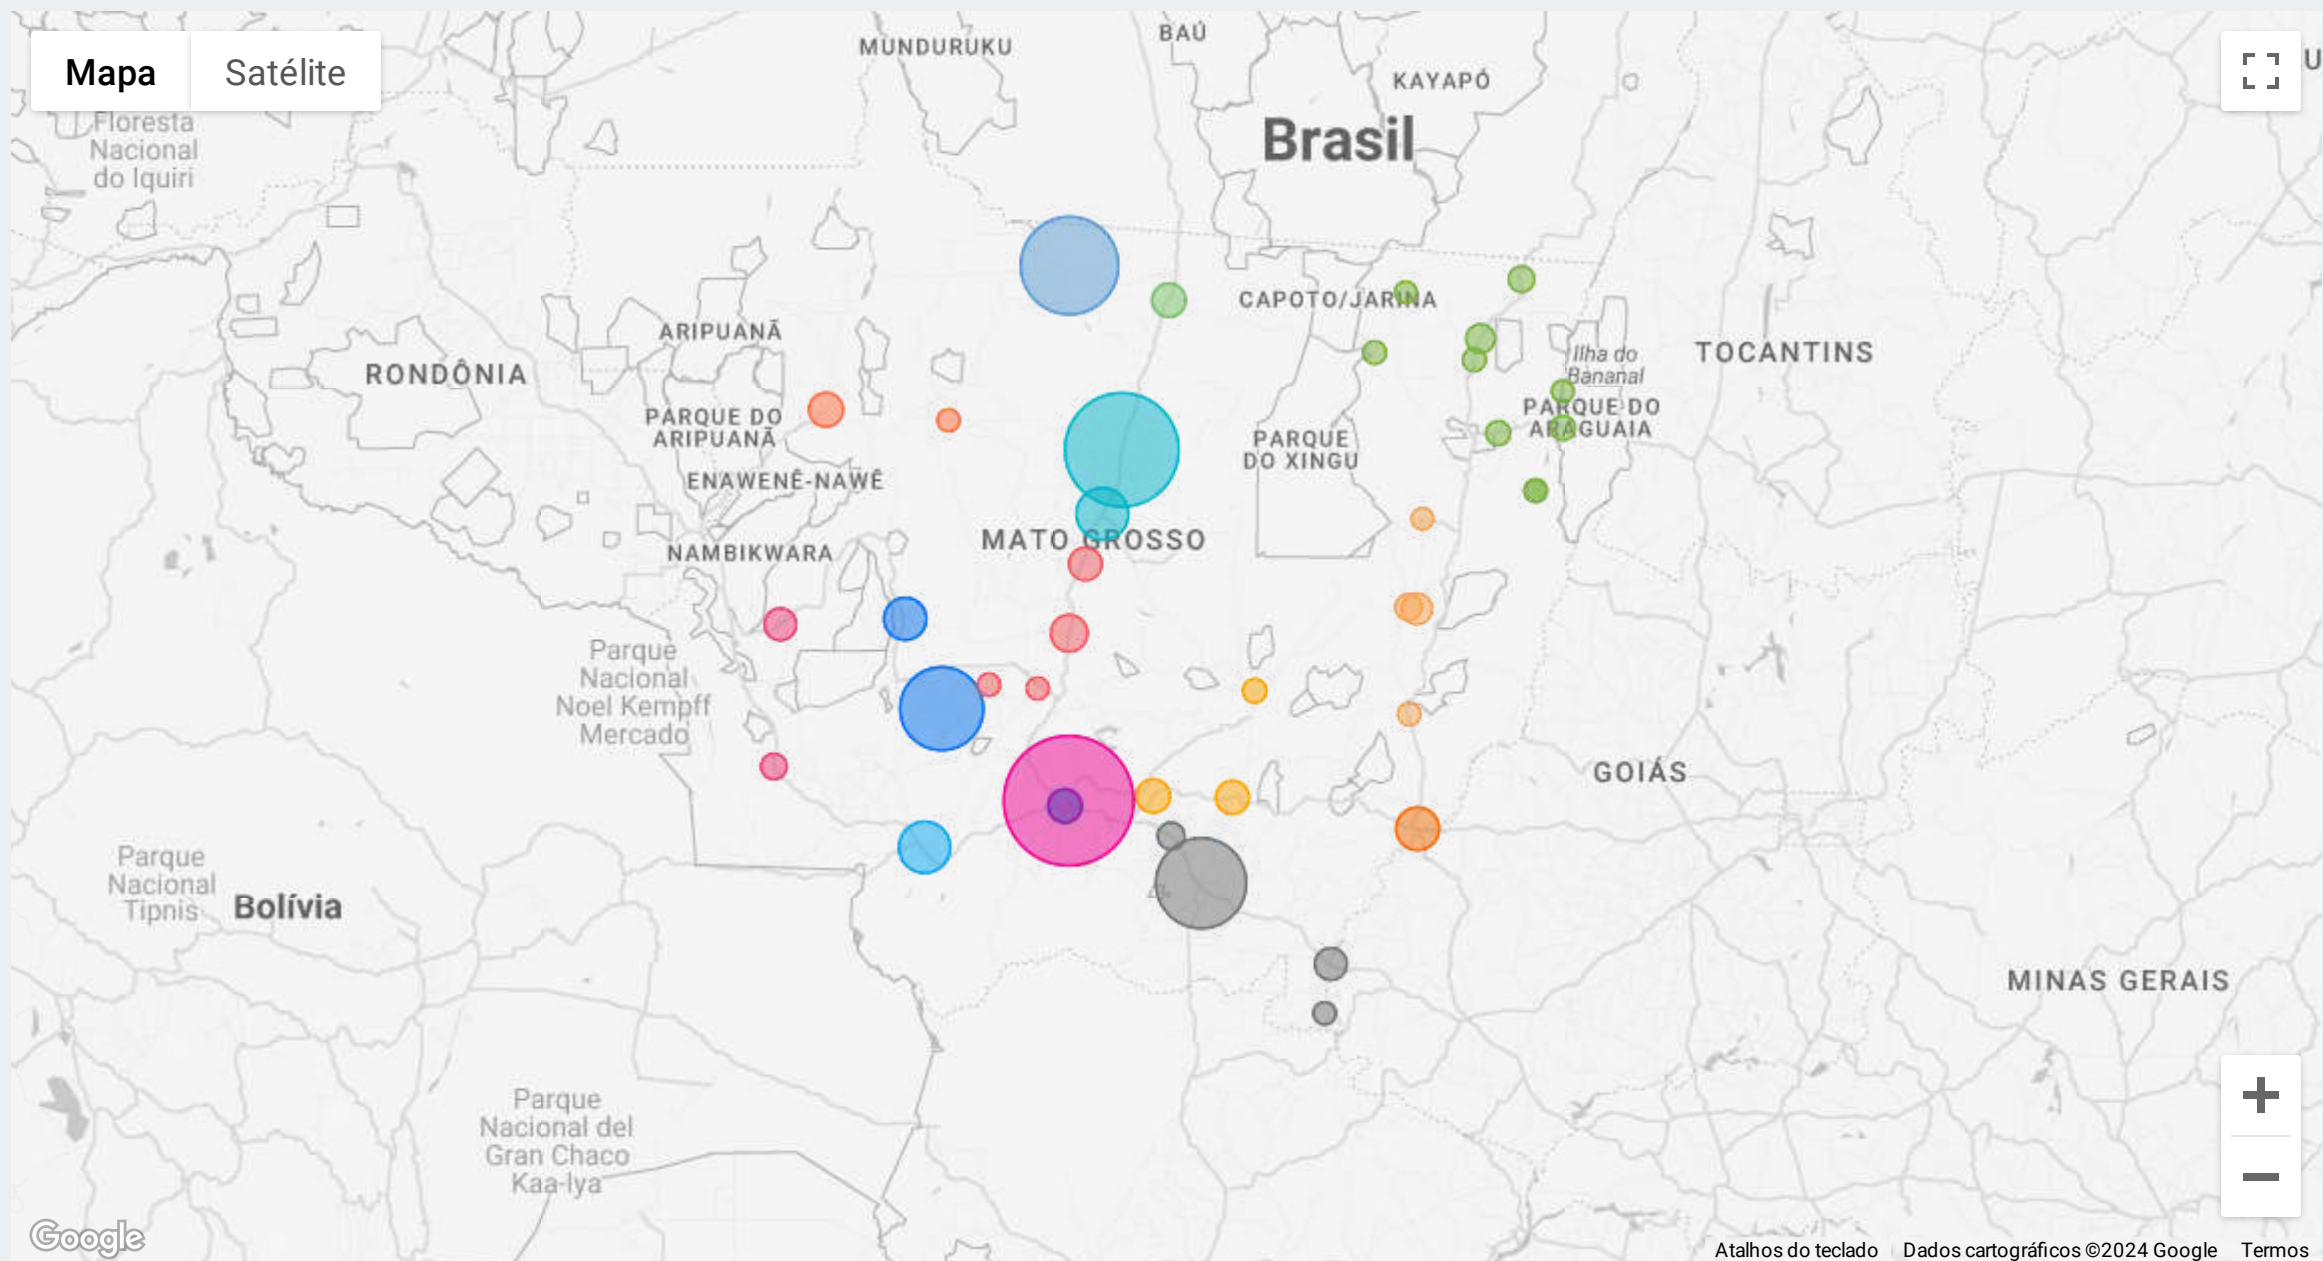 Mapa
Satélite
MUNDURUKU
BAÚ
KAYAPÓ
U
Brasil
Floresta
Nacional
do Iquiri
CAPOTO/JARINA
ARIPUANÃ
RONDÔNIA
TOCANTINS
Ilha do
Bananal
PARQUE DO
ARIPUANÃ
PARQUE DO
ARAGUAIA
PARQUE
DO XINGU
ENAWENÊ-NAWÊ
MATO GROSSO
NAMBIKWARA
Parque
Nacional
Noel Kempff
Mercado
GOIÁS
Parque
Nacional
Tipnis
Bolívia
MINAS GERAIS
Parque
Nacional del
Gran Chaco
Kaa-Iya
Google
Atalhos do teclado
Dados cartográficos ©2024 Google
Termos